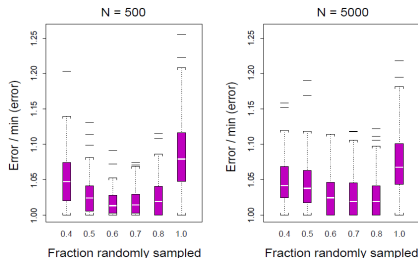 N = 500
Error / min (error)
1.25
1.20
1.15
1.10
1.05
1.00
0.4 0.5 0.6 0.7 0.8 1.0
Fraction randomly sampled
N = 5000
Error / min (error)
1.25
1.20
1.15
1.10
1.05
1.00
0.4 0.5 0.6 0.7 0.8 1.0
Fraction randomly sampled